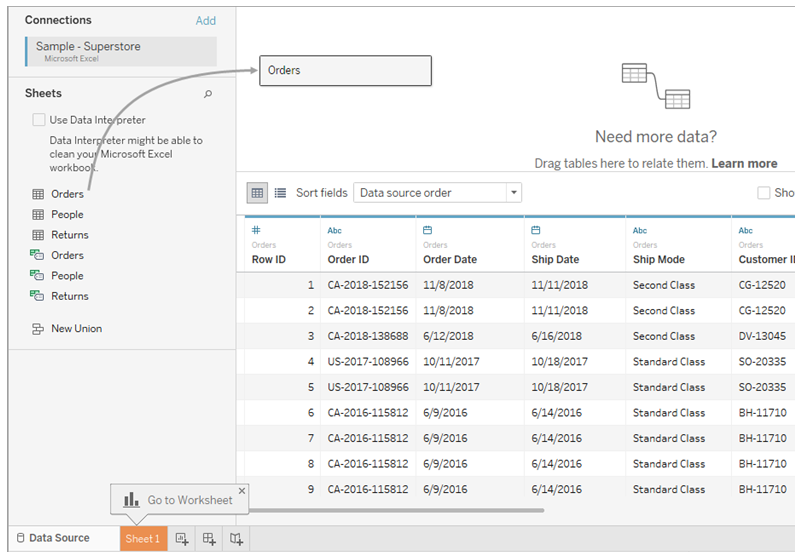 Connections Add
Sample - Superstore
Microsoft Excel
Sheets
Use Data Interpreter
Data Interpreter might be able to
clean your Microsoft Excel
workbook.
Orders
People
Returns
Orders
People
Returns
New Union
Orders
Need more data?
Drag tables here to relate them. Learn more
Sort fields Data source order Sho
# Abc Abc Abc
Orders Orders Orders Orders Orders Orders
Row ID Order ID Order Date Ship Date Ship Mode Customer I
1 CA-2018-152156 11/8/2018 11/11/2018 Second Class CG-12520
2 CA-2018-152156 11/8/2018 11/11/2018 Second Class CG-12520
3 CA-2018-138688 6/12/2018 6/16/2018 Second Class DV-13045
4 US-2017-108966 10/11/2017 10/18/2017 Standard Class SO-20335
5 US-2017-108966 10/11/2017 10/18/2017 Standard Class SO-20335
6 CA-2016-115812 6/9/2016 6/14/2016 Standard Class BH-11710
7 CA-2016-115812 6/9/2016 6/14/2016 Standard Class BH-11710
8 CA-2016-115812 6/9/2016 6/14/2016 Standard Class BH-11710
9 CA-2016-115812 6/9/2016 6/14/2016 Standard Class BH-11710
Go to Worksheet
Data Source Sheet 1